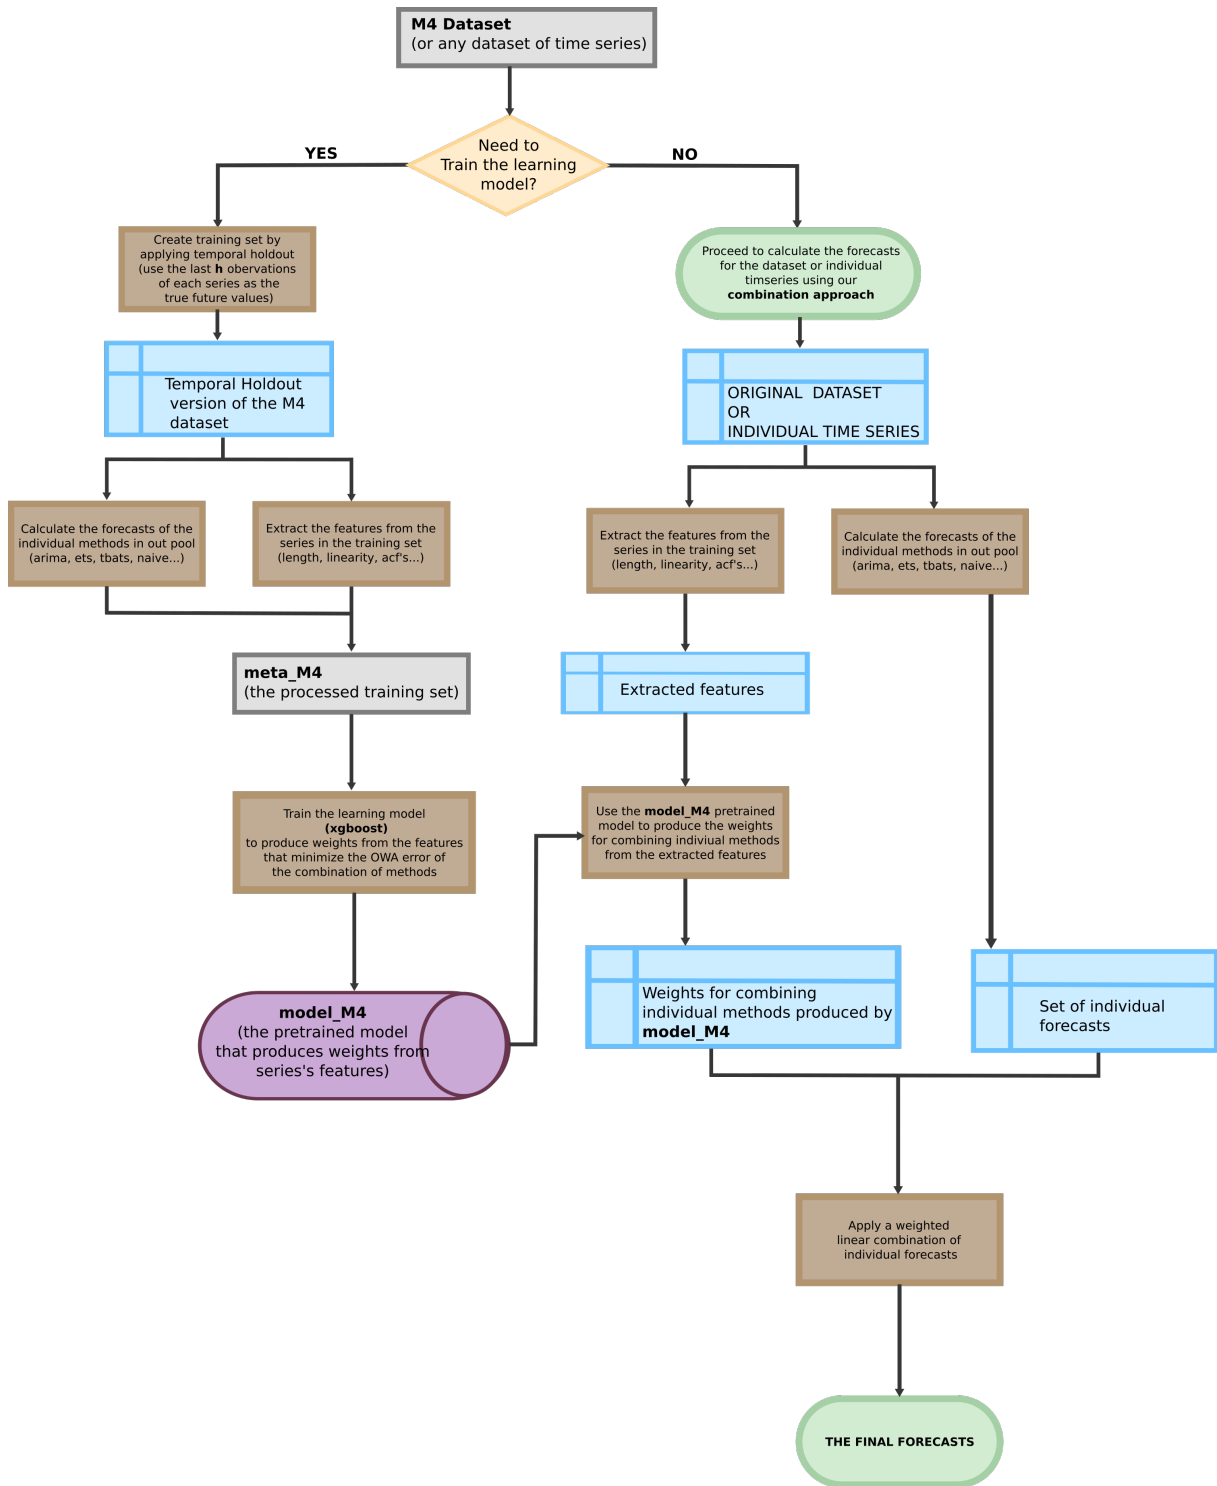 M4 Dataset
(or any dataset of time series)
Need to
Train the learning
model?
YES
NO
Create training set by
applying temporal holdout
(use the last h obervations
of each series as the
true future values)
Proceed to calculate the forecasts
for the dataset or individual
timseries using our
combination approach
Temporal Holdout
version of the M4
dataset
ORIGINAL  DATASET
OR
INDIVIDUAL TIME SERIES
Calculate the forecasts of the
individual methods in out pool
(arima, ets, tbats, naive...)
Extract the features from the
series in the training set
(length, linearity, acf's...)
Extract the features from the
series in the training set
(length, linearity, acf's...)
Calculate the forecasts of the
individual methods in out pool
(arima, ets, tbats, naive...)
meta_M4
(the processed training set)
Extracted features
Train the learning model
(xgboost)
to produce weights from the features
that minimize the OWA error of
the combination of methods
Use the model_M4 pretrained
model to produce the weights
for combining indiviual methods
from the extracted features
model_M4
(the pretrained model
that produces weights from
series's features)
Weights for combining
individual methods produced by
model_M4
Set of individual
forecasts
Apply a weighted
linear combination of
individual forecasts
THE FINAL FORECASTS